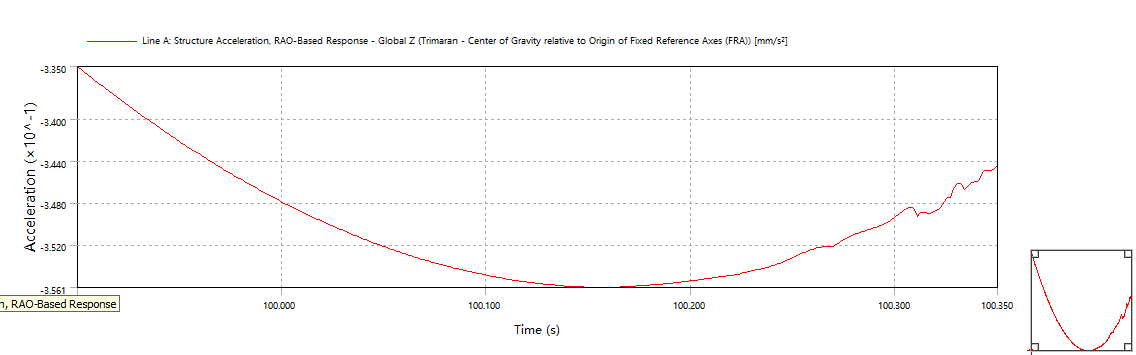 Line A: Structure Acceleration, RAO-Based Response - Global Z (Trimaran - Center of Gravity relative to Origin of Fixed Reference Axes (FRA)) [mm/s²]
-3.350
-3.400
-3.440
-3.480
-3.520
-3.561
Acceleration (×10^-1)
n, RAO-Based Response
100.000
100.100
100.200
100.300
100.350
Time (s)